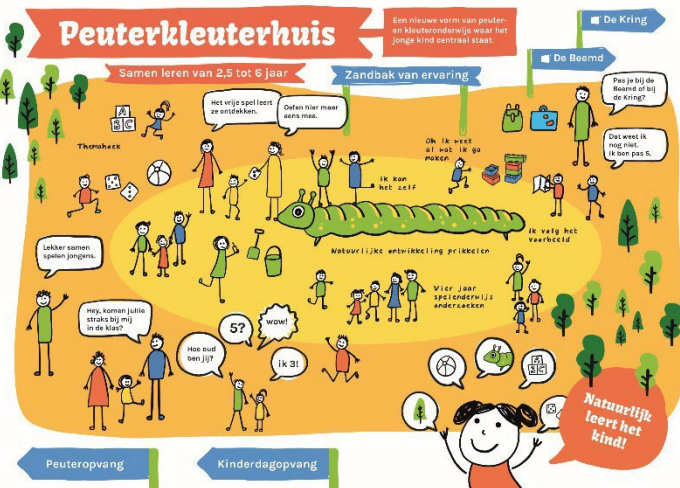 Peuterkleuterhuis
Een nieuwe vorm van peuter-
en kleuteronderwijs waar het
jonge kind centraal staat.
De Kring
De Beemd
Samen leren van 2,5 tot 6 jaar
Zandbak van ervaring
Pas je bij de
Beemd of bij
de Kring?
Dat weet ik
nog niet.
Ik ben pas 5.
Het vrije spel leert
ze ontdekken.
Oefen hier maar
eens mee.
A
B C
Themahoek
Oh ik weet
al wat ik ga
maken
ik kan
het zelf
ik volg het
voorbeeld
Natuurlijke ontwikkeling prikkelen
Lekker samen
spelen jongens.
Vier jaar
spelenderwijs
onderzoeken
Hey, komen jullie
straks bij mij
in de klas?
Hoe oud
ben jij?
5?
wow!
ik 3!
A
B C
Natuurlijk
leert het
kind!
Peuteropvang
Kinderdagopvang